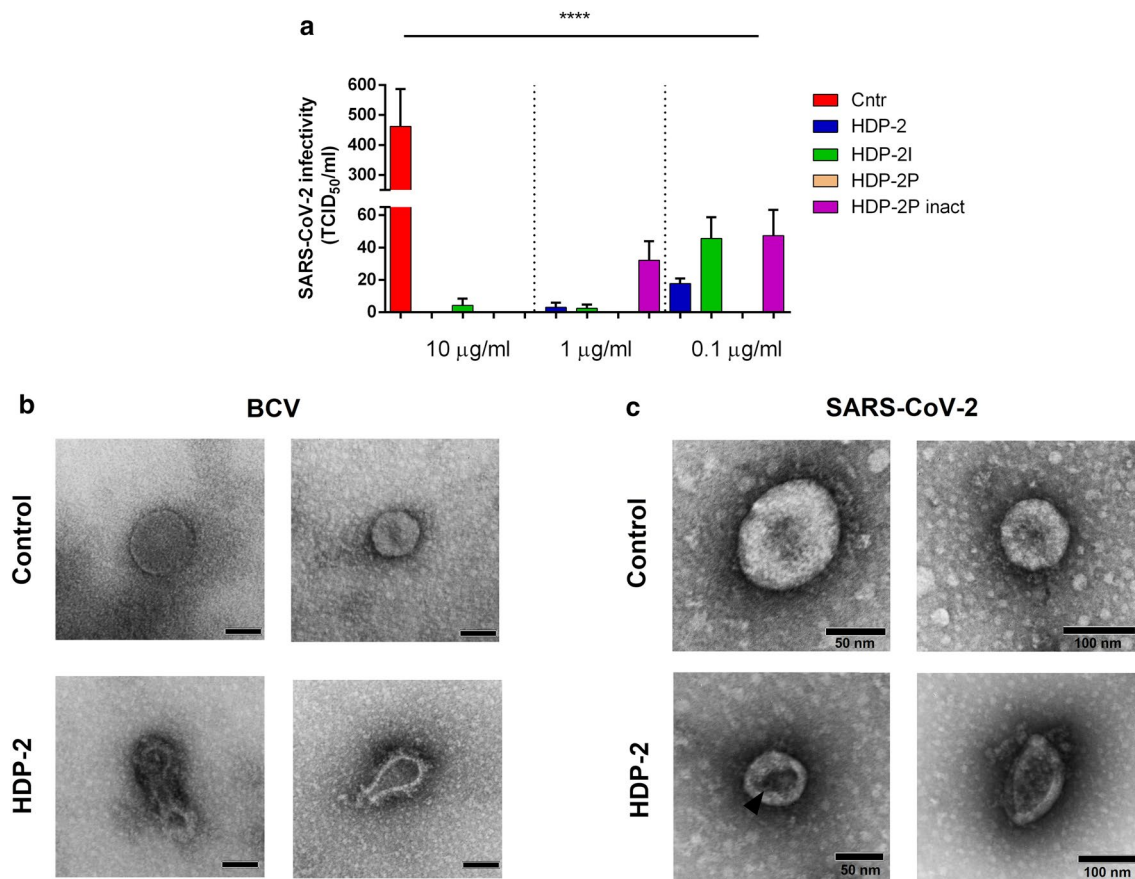 a
****
SARS-CoV-2 infectivity
(TCID50/ml)
600
500
400
300
60
40
20
0
10 μg/ml
1 μg/ml
0.1 μg/ml
Cntr
HDP-2
HDP-2I
HDP-2P
HDP-2P inact
b
BCV
Control
HDP-2
c
SARS-CoV-2
Control
50 nm
100 nm
HDP-2
50 nm
100 nm